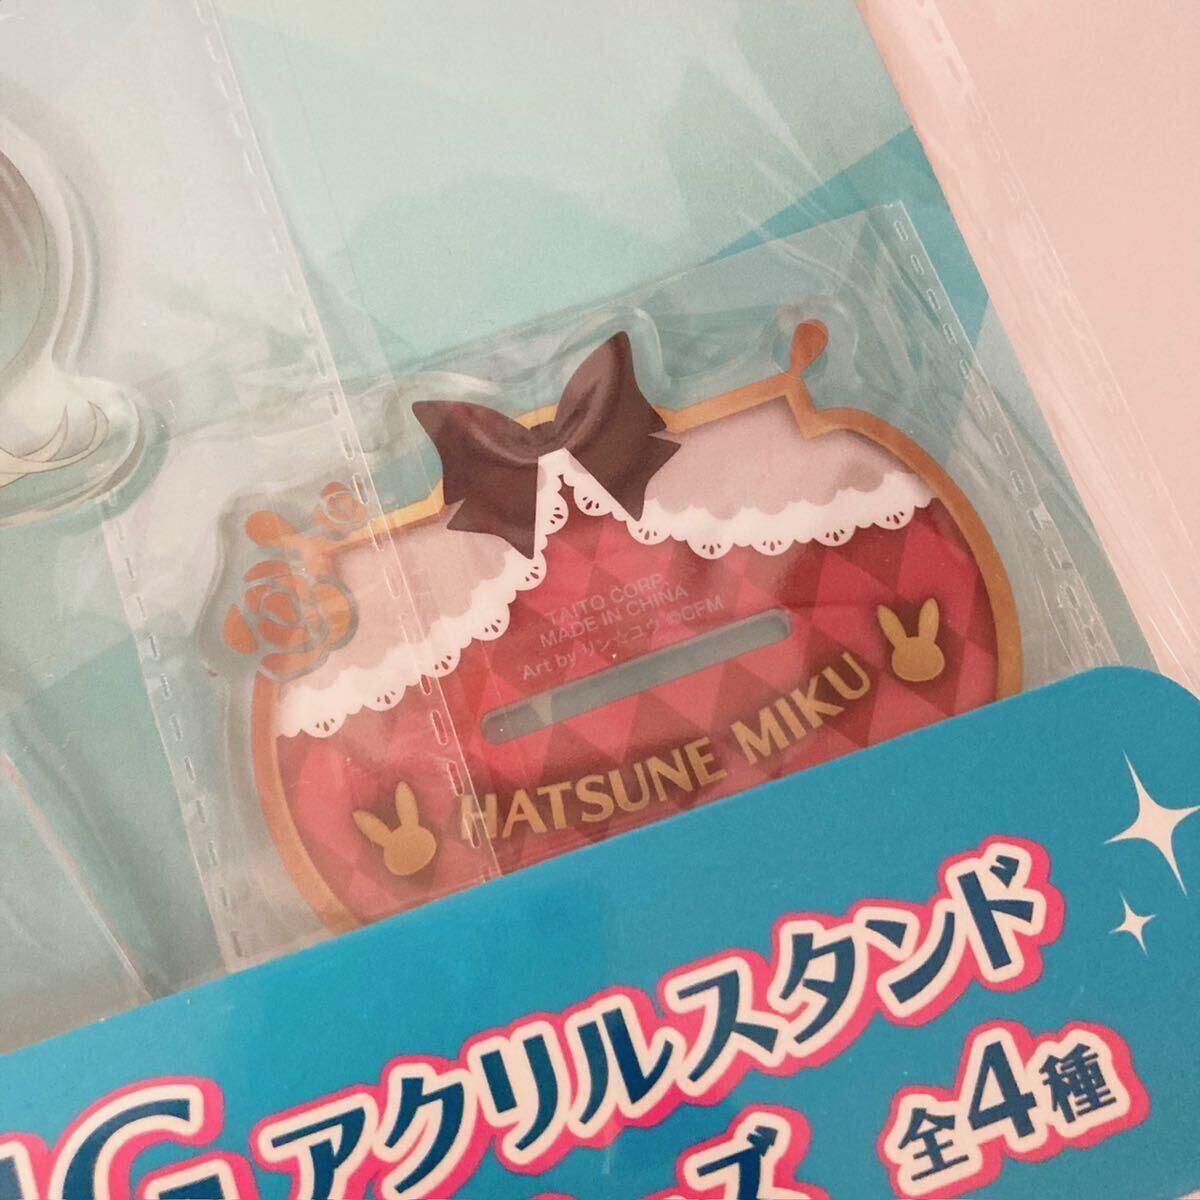 TAITO CORP.
MADE IN CHINA
Art by リン☆ユウ ©CFM
HATSUNE MIKU
アクリルスタンド
全4種